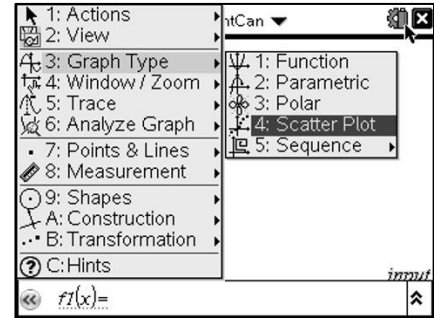 1: Actions
2: View
3: Graph Type
4: Window / Zoom
5: Trace
6: Analyze Graph
7: Points & Lines
8: Measurement
9: Shapes
A: Construction
B: Transformation
C: Hints
ntCan
1: Function
2: Parametric
3: Polar
4: Scatter Plot
5: Sequence
input
f1(x)=